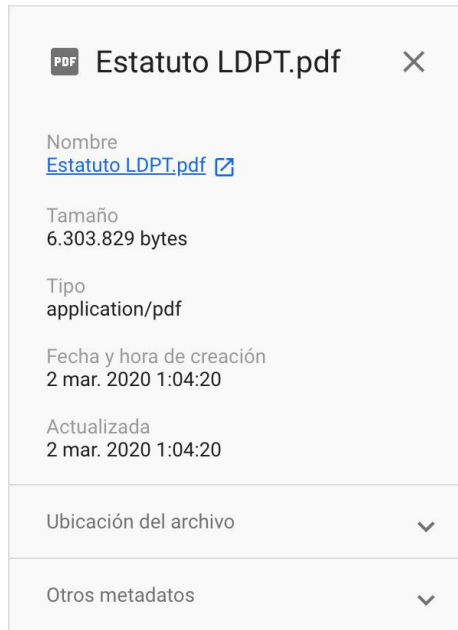 PDF Estatuto LDPT.pdf
Nombre
Estatuto LDPT.pdf
Tamaño
6.303.829 bytes
Tipo
application/pdf
Fecha y hora de creación
2 mar. 2020 1:04:20
Actualizada
2 mar. 2020 1:04:20
Ubicación del archivo
Otros metadatos